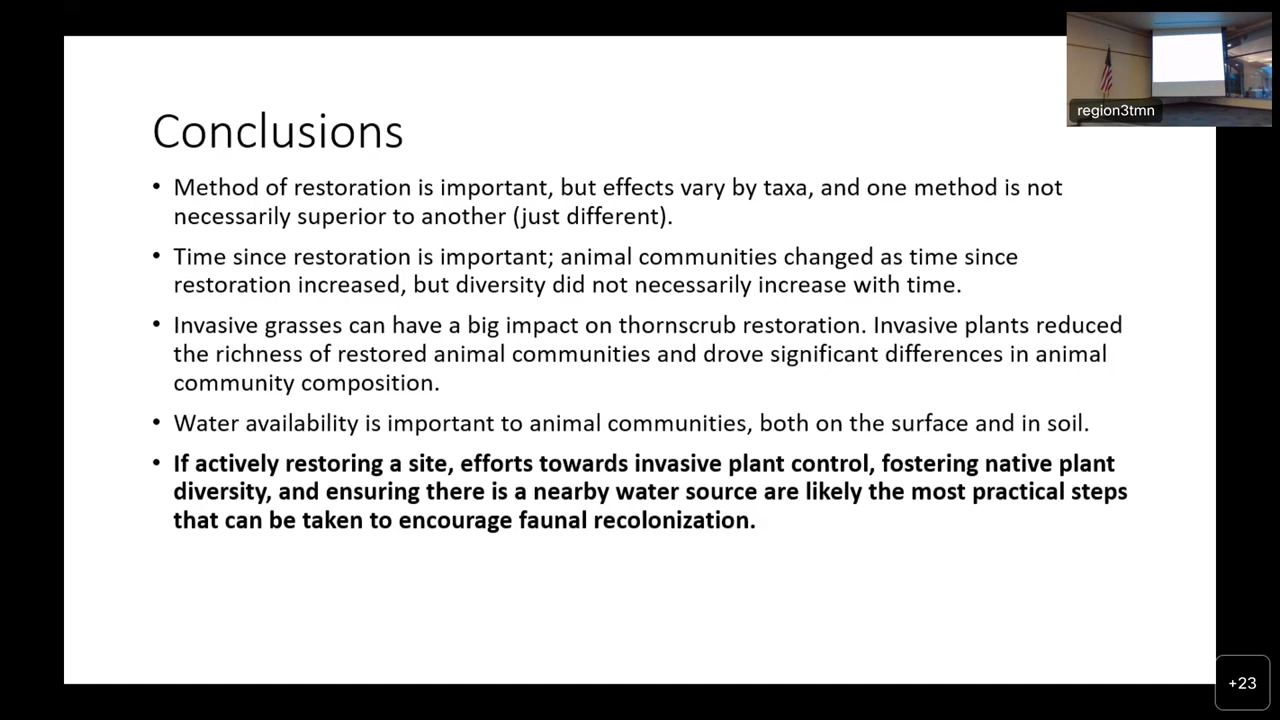 region3tmn
Conclusions
• Method of restoration is important, but effects vary by taxa, and one method is not
necessarily superior to another (just different).
• Time since restoration is important; animal communities changed as time since
restoration increased, but diversity did not necessarily increase with time.
• Invasive grasses can have a big impact on thornscrub restoration. Invasive plants reduced
the richness of restored animal communities and drove significant differences in animal
community composition.
• Water availability is important to animal communities, both on the surface and in soil.
• If actively restoring a site, efforts towards invasive plant control, fostering native plant
diversity, and ensuring there is a nearby water source are likely the most practical steps
that can be taken to encourage faunal recolonization.
+23